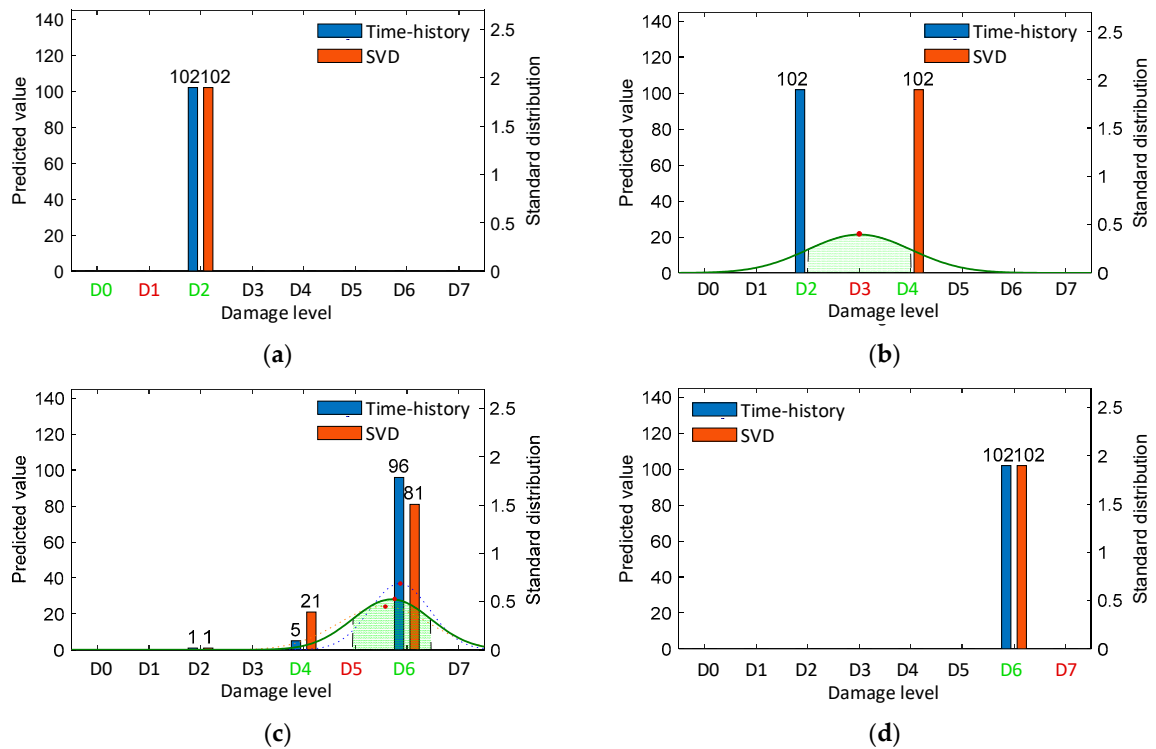 140
120
100
80
60
40
20
0
Predicted value
2.5
2
1.5
1
0.5
0
Standard distribution
Time-history
SVD
102 102
D0 D1 D2 D3 D4 D5 D6 D7
Damage level
(a)
140
120
100
80
60
40
20
0
Predicted value
2.5
2
1.5
1
0.5
0
Standard distribution
Time-history
SVD
102 102
D0 D1 D2 D3 D4 D5 D6 D7
Damage level
(b)
140
120
100
80
60
40
20
0
Predicted value
2.5
2
1.5
1
0.5
0
Standard distribution
Time-history
SVD
1 1 5 21 96 81
D0 D1 D2 D3 D4 D5 D6 D7
Damage level
(c)
140
120
100
80
60
40
20
0
Predicted value
2.5
2
1.5
1
0.5
0
Standard distribution
Time-history
SVD
102 102
D0 D1 D2 D3 D4 D5 D6 D7
Damage level
(d)